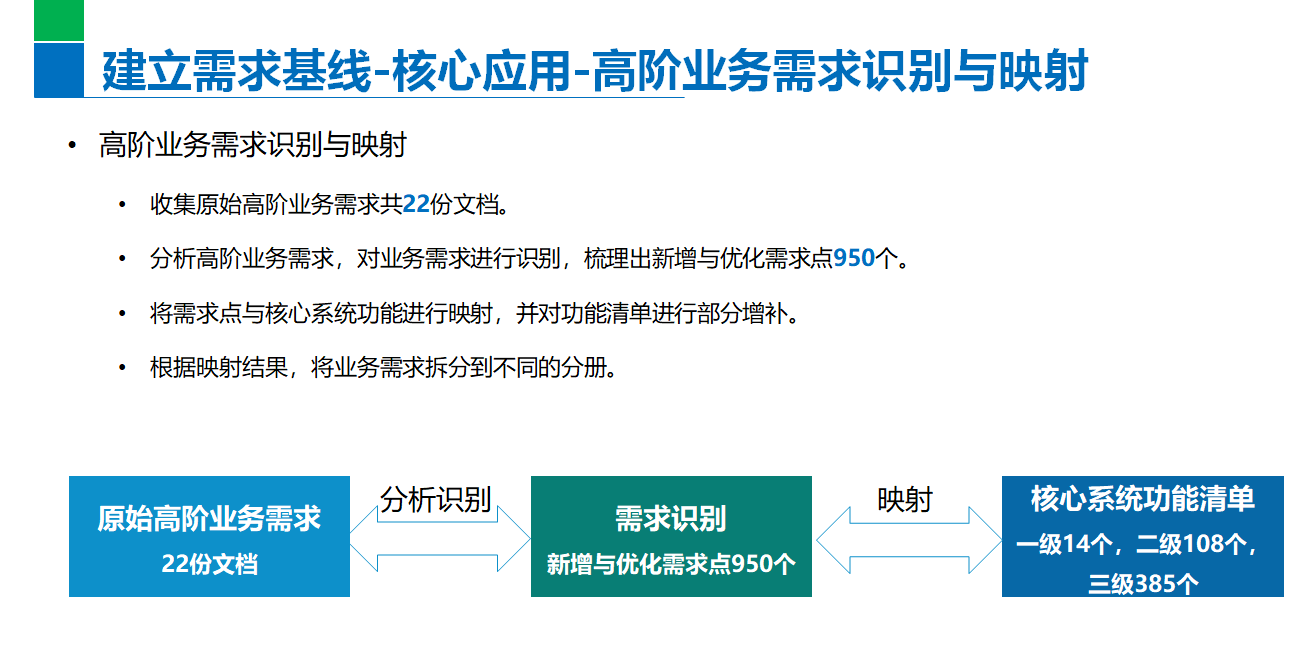 建立需求基线-核心应用-高阶业务需求识别与映射
• 高阶业务需求识别与映射
• 收集原始高阶业务需求共22份文档。
• 分析高阶业务需求，对业务需求进行识别，梳理出新增与优化需求点950个。
• 将需求点与核心系统功能进行映射，并对功能清单进行部分增补。
• 根据映射结果，将业务需求拆分到不同的分册。
原始高阶业务需求
22份文档
分析识别
需求识别
新增与优化需求点950个
映射
核心系统功能清单
一级14个，二级108个，
三级385个